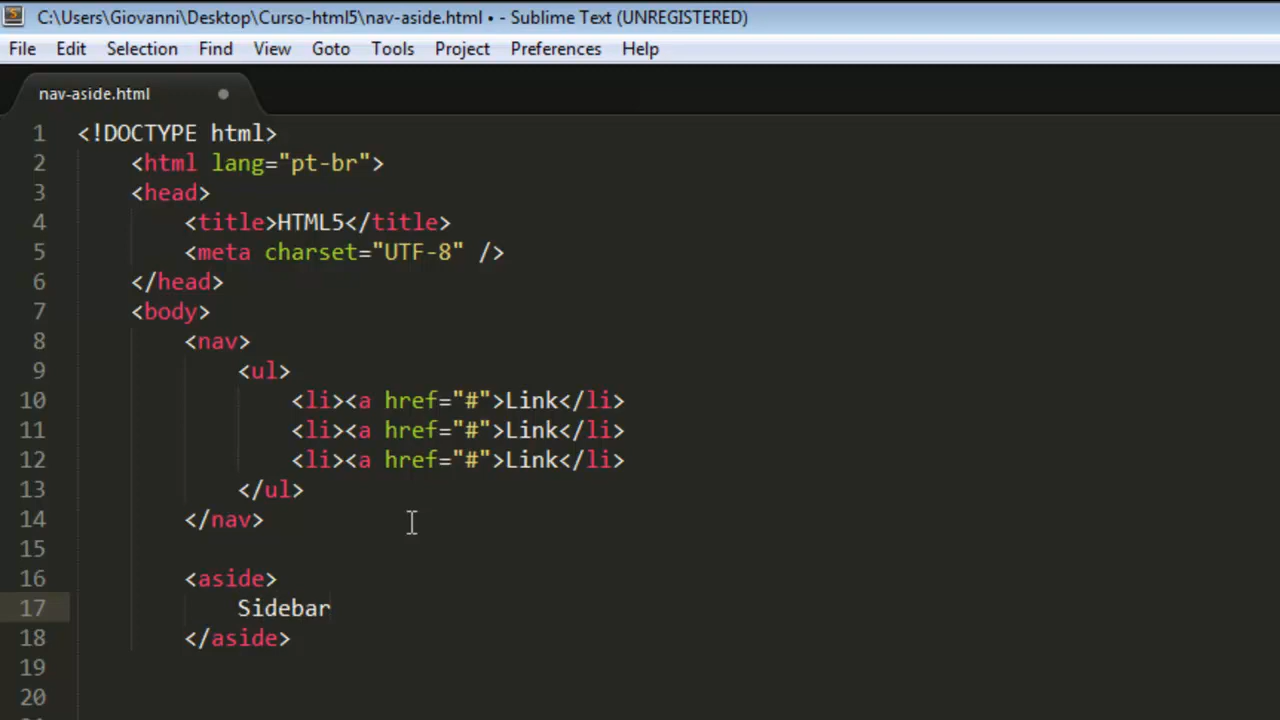 C:\Users\Giovanni\Desktop\Curso-html5\nav-aside.html • - Sublime Text (UNREGISTERED)
File Edit Selection Find View Goto Tools Project Preferences Help
nav-aside.html
1 <!DOCTYPE html>
2 <html lang="pt-br">
3 <head>
4 <title>HTML5</title>
5 <meta charset="UTF-8" />
6 </head>
7 <body>
8 <nav>
9 <ul>
10 <li><a href="#">Link</li>
11 <li><a href="#">Link</li>
12 <li><a href="#">Link</li>
13 </ul>
14 </nav>
15
16 <aside>
17 Sidebar
18 </aside>
19
20